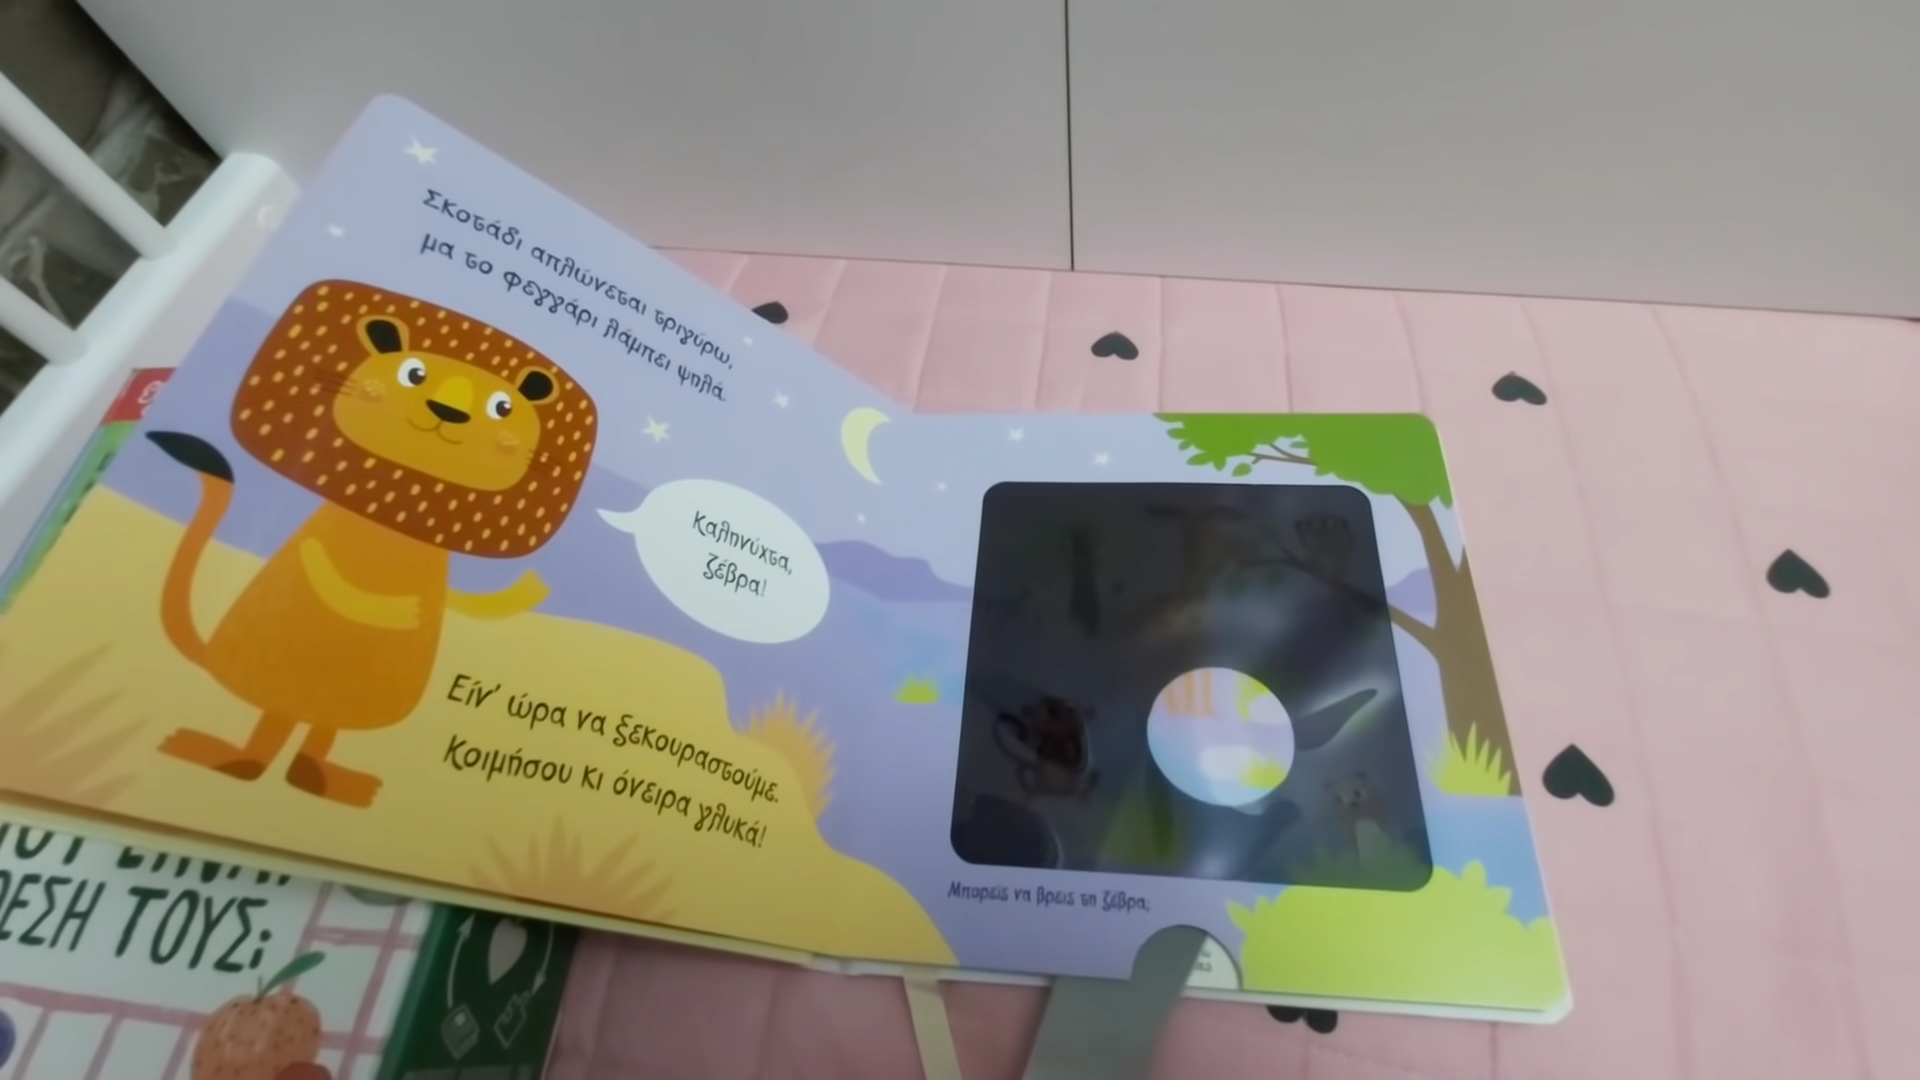 Σκοτάδι απλώνεται τριγύρω,
μα το φεγγάρι λάμπει ψηλά.
Καληνύχτα,
ζέβρα!
Είν' ώρα να ξεκουραστούμε.
Κοιμήσου κι όνειρα γλυκά!
Μπορείς να βρεις τη ζέβρα;
ΤΟΥΣ;